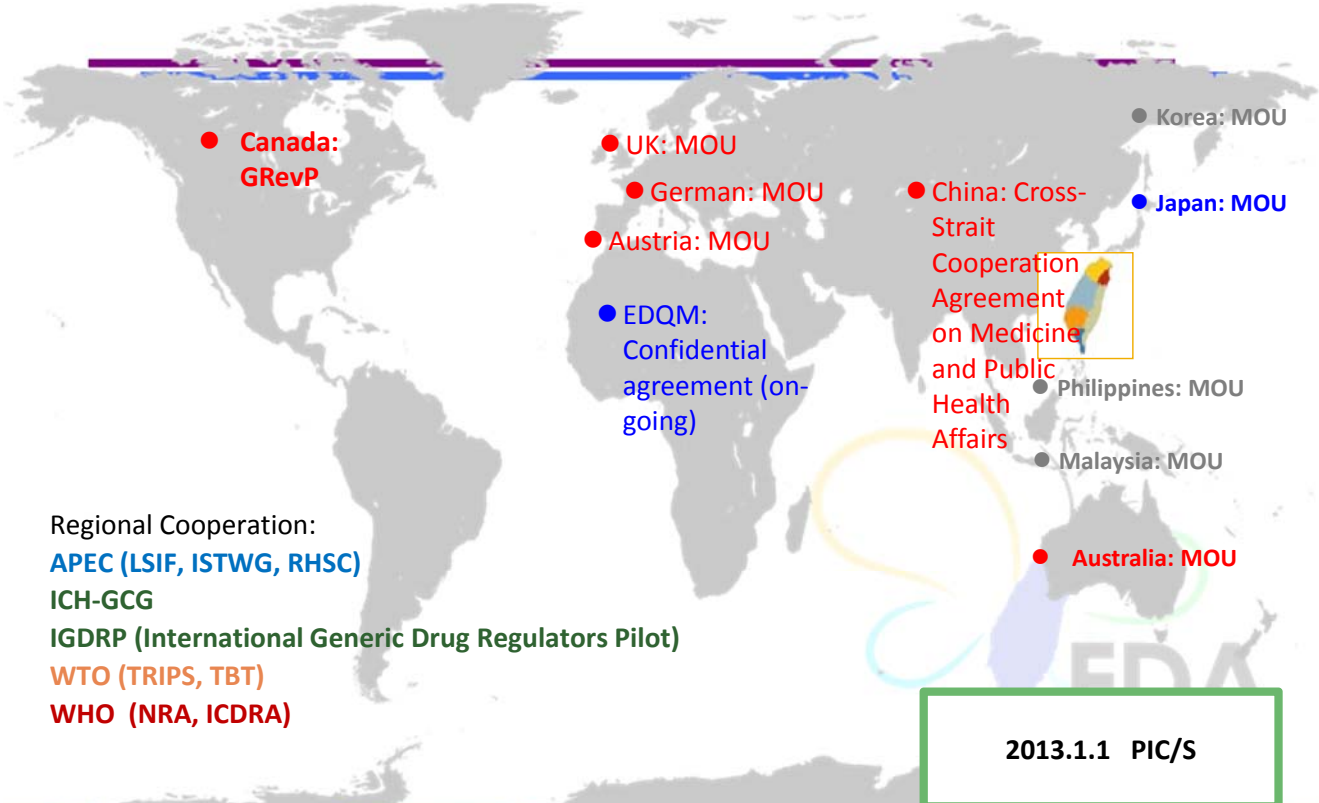 Canada:
GRevP
UK: MOU
German: MOU
Austria: MOU
EDQM:
Confidential
agreement (on-
going)
China: Cross-
Strait
Cooperation
Agreement
on Medicine
and Public
Health
Affairs
Korea: MOU
Japan: MOU
Philippines: MOU
Malaysia: MOU
Australia: MOU
Regional Cooperation:
APEC (LSIF, ISTWG, RHSC)
ICH-GCG
IGDRP (International Generic Drug Regulators Pilot)
WTO (TRIPS, TBT)
WHO  (NRA, ICDRA)
FDA
2013.1.1   PIC/S